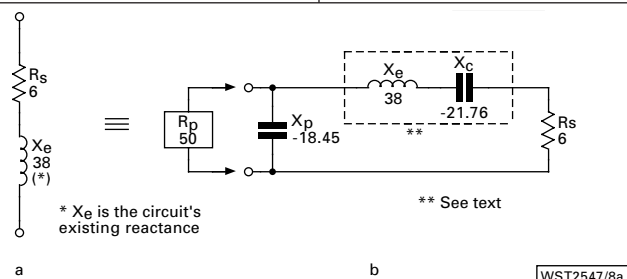 Rs
6
Xe
38
(*)
* Xe is the circuit's
existing reactance
a
Rp
50
Xp
-18.45
Xe
38
Xc
-21.76
**
Rs
6
** See text
b
WST2547/8a